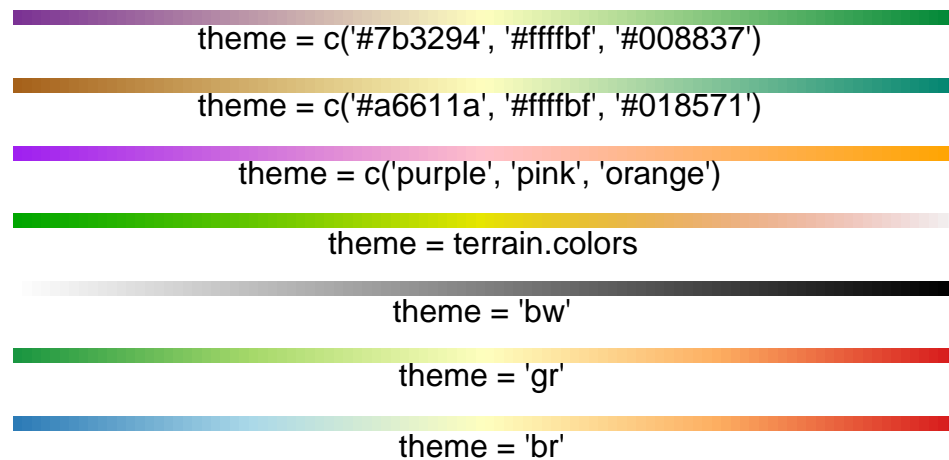 theme = c('#7b3294', '#ffffbf', '#008837')
theme = c('#a6611a', '#ffffbf', '#018571')
theme = c('purple', 'pink', 'orange')
theme = terrain.colors
theme = 'bw'
theme = 'gr'
theme = 'br'